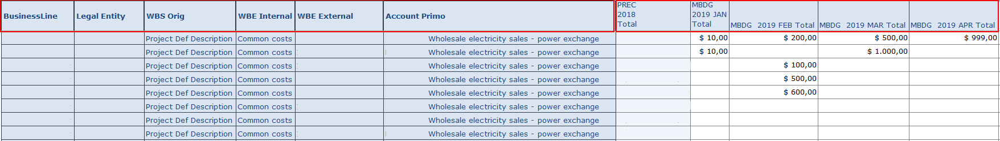 BusinessLine Legal Entity WBS Orig WBE Internal WBE External Account Primo PREC 2018 Total MBDG 2019 JAN Total MBDG 2019 FEB Total MBDG 2019 MAR Total MBDG 2019 APR Total
Project Def Description Common costs Wholesale electricity sales - power exchange $ 10,00 $ 200,00 $ 500,00 $ 999,00
Project Def Description Common costs Wholesale electricity sales - power exchange $ 10,00 $ 1.000,00
Project Def Description Common costs Wholesale electricity sales - power exchange $ 100,00
Project Def Description Common costs Wholesale electricity sales - power exchange $ 500,00
Project Def Description Common costs Wholesale electricity sales - power exchange $ 600,00
Project Def Description Common costs Wholesale electricity sales - power exchange
Project Def Description Common costs Wholesale electricity sales - power exchange
Project Def Description Common costs Wholesale electricity sales - power exchange